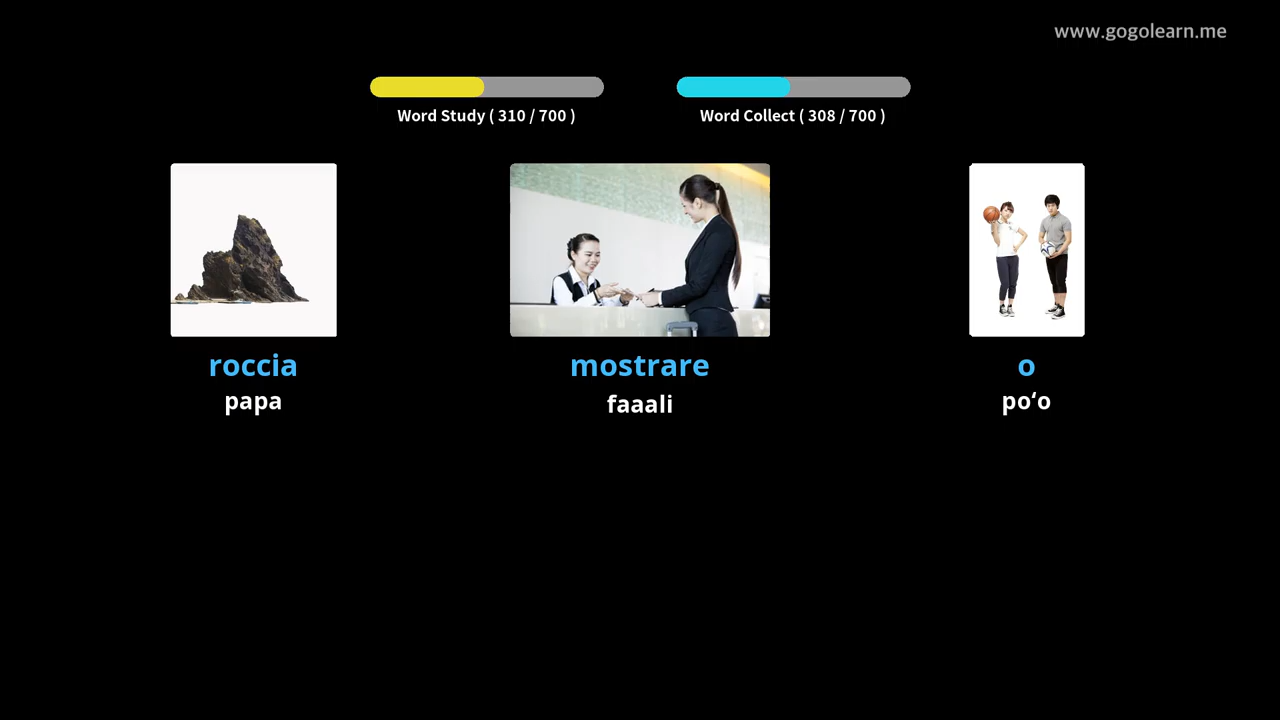 www.gogolearn.me
Word Study ( 310 / 700 )
Word Collect ( 308 / 700 )
roccia
papa
mostrare
faaali
o
poʻo